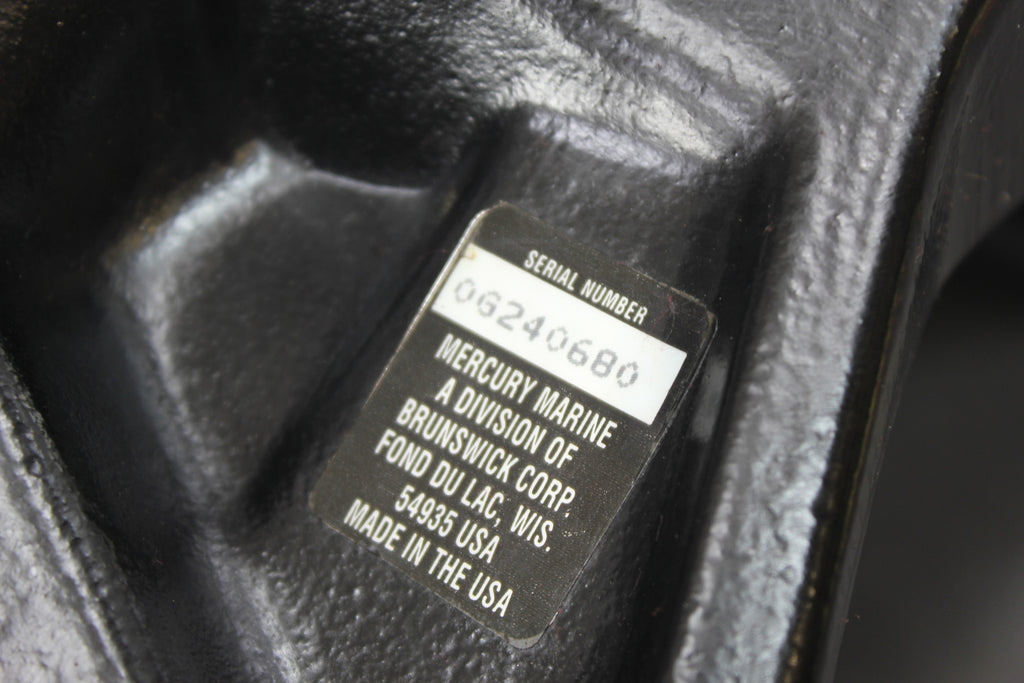 SERIAL NUMBER
0G240680
MERCURY MARINE
A DIVISION OF
BRUNSWICK CORP.
FOND DU LAC, WIS.
54935 USA
MADE IN THE USA